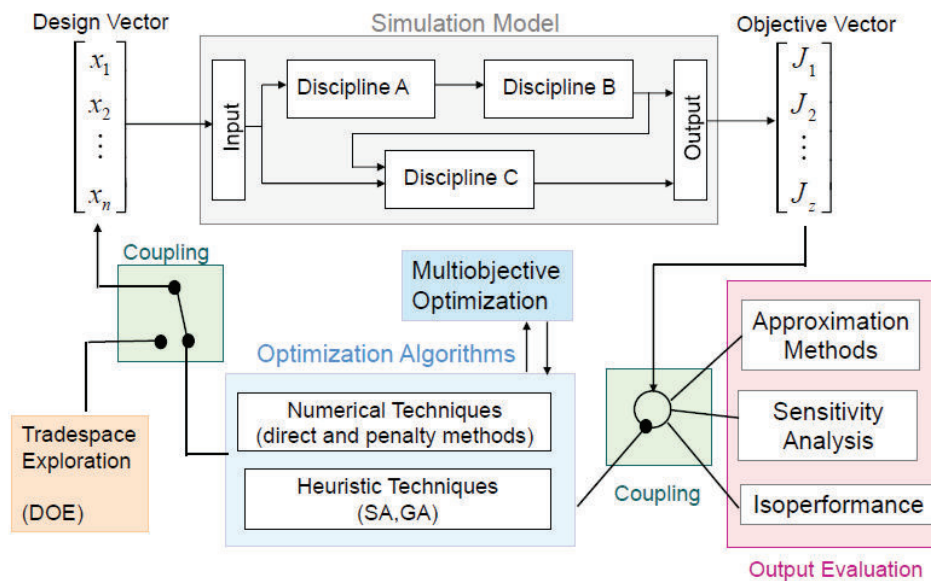 Design Vector
Simulation Model
Objective Vector
x1
x2
⋮
xn
Input
Discipline A
Discipline B
Discipline C
Output
J1
J2
⋮
Jz
Coupling
Multiobjective
Optimization
Optimization Algorithms
Numerical Techniques
(direct and penalty methods)
Heuristic Techniques
(SA,GA)
Tradespace
Exploration
(DOE)
Coupling
Approximation
Methods
Sensitivity
Analysis
Isoperformance
Output Evaluation